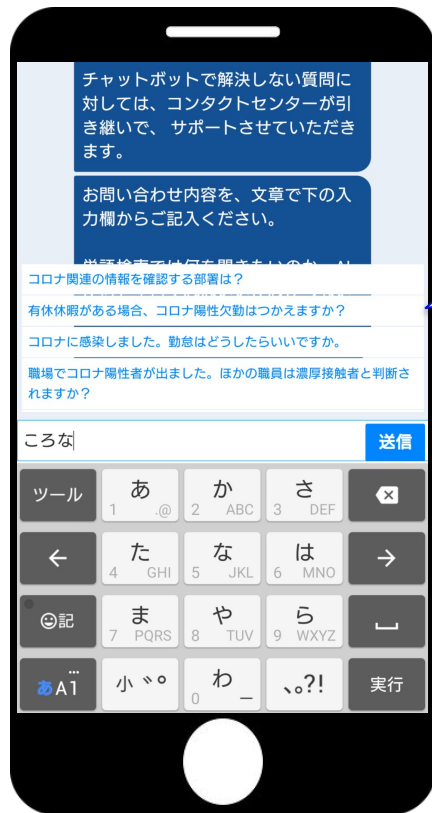 チャットボットで解決しない質問に
対しては、コンタクトセンターが引
き継いで、 サポートさせていただき
ます。
お問い合わせ内容を、文章で下の入
力欄からご記入ください。
コロナ関連の情報を確認する部署は？
有休休暇がある場合、コロナ陽性欠勤はつかえますか？
コロナに感染しました。勤怠はどうしたらいいですか。
職場でコロナ陽性者が出ました。ほかの職員は濃厚接触者と判断さ
れますか？
ころな 送信
ツール あ 1 .@ か 2 ABC さ 3 DEF
← た 4 GHI な 5 JKL は 6 MNO →
記 ま 7 PQRS や 8 TUV ら 9 WXYZ
あA1 小 ゛゜ わ 0 ー 、。?! 実行